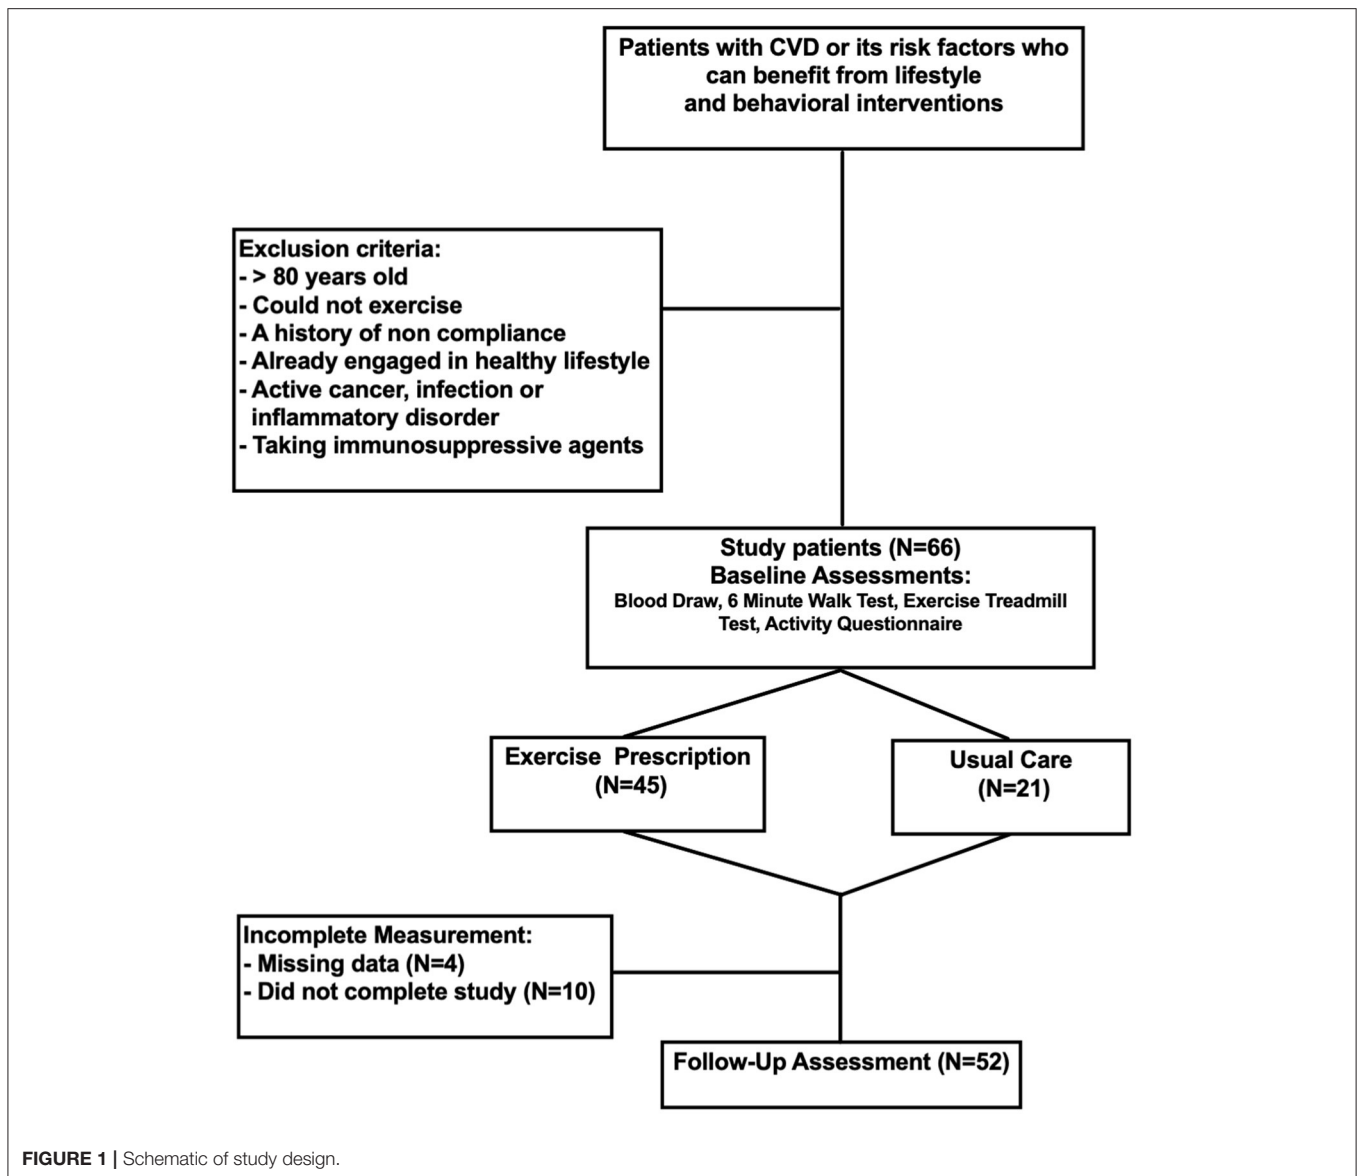 Patients with CVD or its risk factors who
can benefit from lifestyle
and behavioral interventions
Exclusion criteria:
- > 80 years old
- Could not exercise
- A history of non compliance
- Already engaged in healthy lifestyle
- Active cancer, infection or
inflammatory disorder
- Taking immunosuppressive agents
Study patients (N=66)
Baseline Assessments:
Blood Draw, 6 Minute Walk Test, Exercise Treadmill
Test, Activity Questionnaire
Exercise Prescription
(N=45)
Usual Care
(N=21)
Incomplete Measurement:
- Missing data (N=4)
- Did not complete study (N=10)
Follow-Up Assessment (N=52)
FIGURE 1 | Schematic of study design.